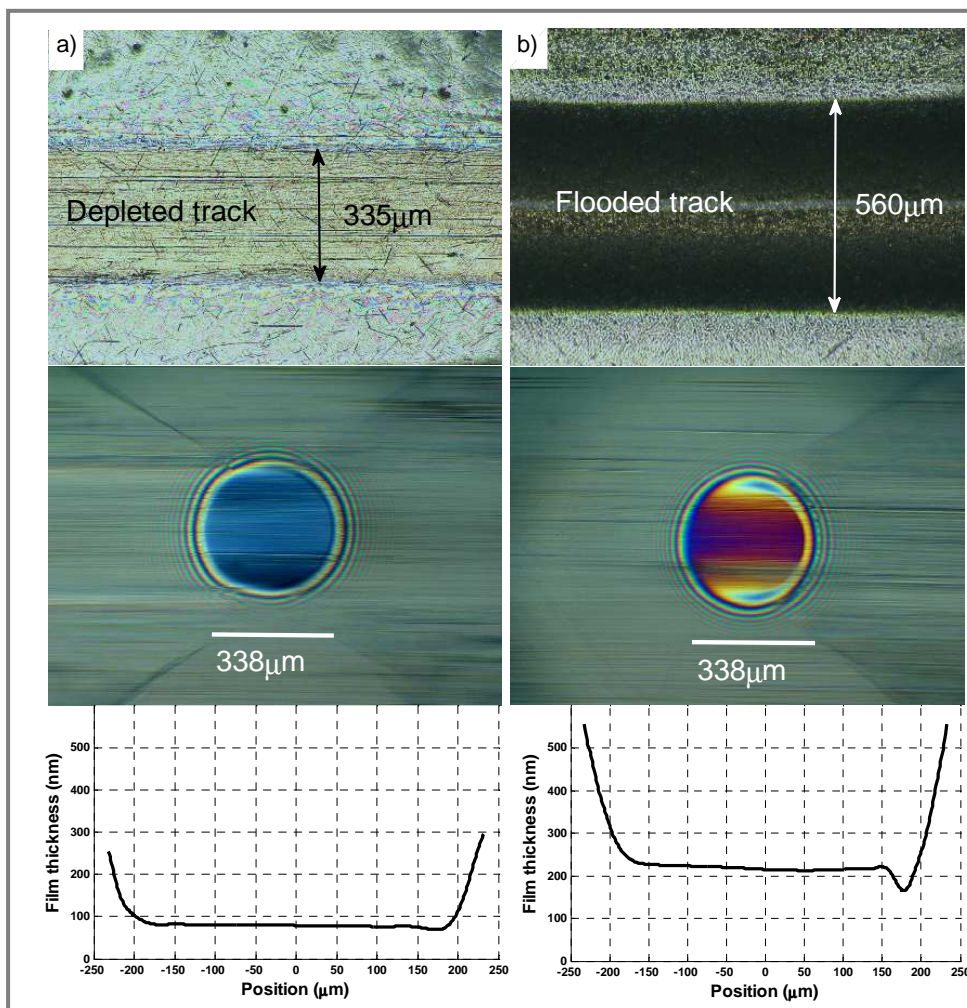 a)
b)
Depleted track
335μm
Flooded track
560μm
338μm
338μm
500
400
300
200
100
0
Film thickness (nm)
-250 -200 -150 -100 -50 0 50 100 150 200 250
Position (μm)
500
400
300
200
100
0
Film thickness (nm)
-250 -200 -150 -100 -50 0 50 100 150 200 250
Position (μm)